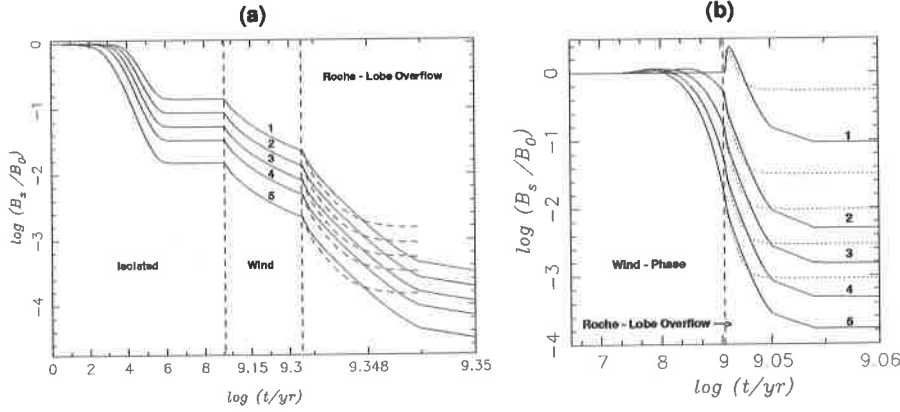 (a)
(b)
0
-1
-2
-3
-4
log (B_s /B_0)
Roche - Lobe Overflow
1
2
3
4
5
Isolated
Wind
0 2 4 6 8 9.15 9.3 9.348 9.35
log (t/yr)
0
-1
-2
-3
-4
log (B_s /B_0)
1
2
3
4
5
Wind - Phase
Roche - Lobe Overflow
7 8 9 9.05 9.06
log (t/yr)